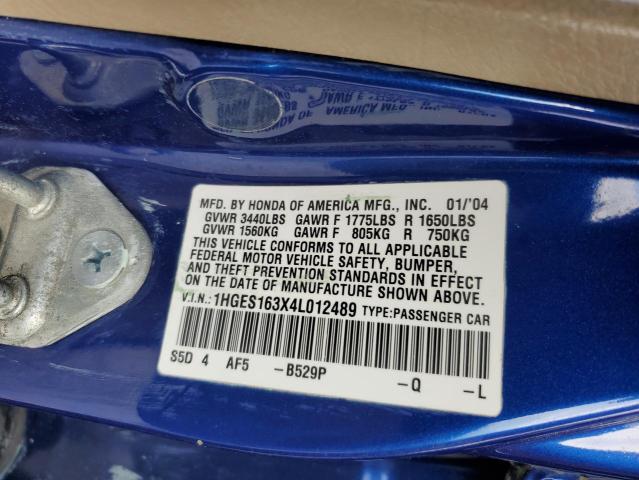 MFD. BY HONDA OF AMERICA MFG., INC. 01/'04
GVWR 3440LBS GAWR F 1775LBS R 1650LBS
GVWR 1560KG GAWR F 805KG R 750KG
THIS VEHICLE CONFORMS TO ALL APPLICABLE
FEDERAL MOTOR VEHICLE SAFETY, BUMPER,
AND THEFT PREVENTION STANDARDS IN EFFECT
ON THE DATE OF MANUFACTURE SHOWN ABOVE.
V.I.N.: 1HGES163X4L012489 TYPE:PASSENGER CAR
S5D 4 AF5 -B529P -Q -L